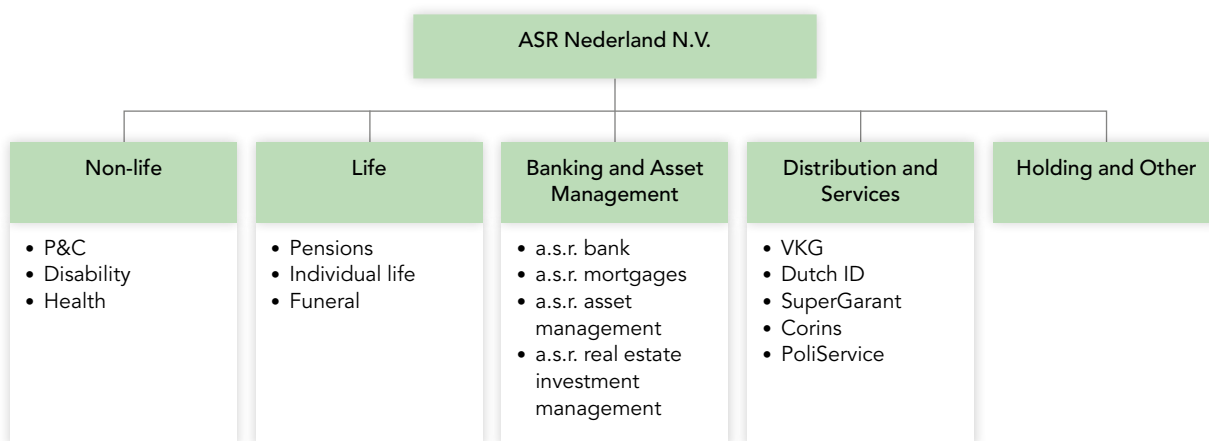 ASR Nederland N.V.
Non-life
• P&C
• Disability
• Health
Life
• Pensions
• Individual life
• Funeral
Banking and Asset
Management
• a.s.r. bank
• a.s.r. mortgages
• a.s.r. asset
management
• a.s.r. real estate
investment
management
Distribution and
Services
• VKG
• Dutch ID
• SuperGarant
• Corins
• PoliService
Holding and Other